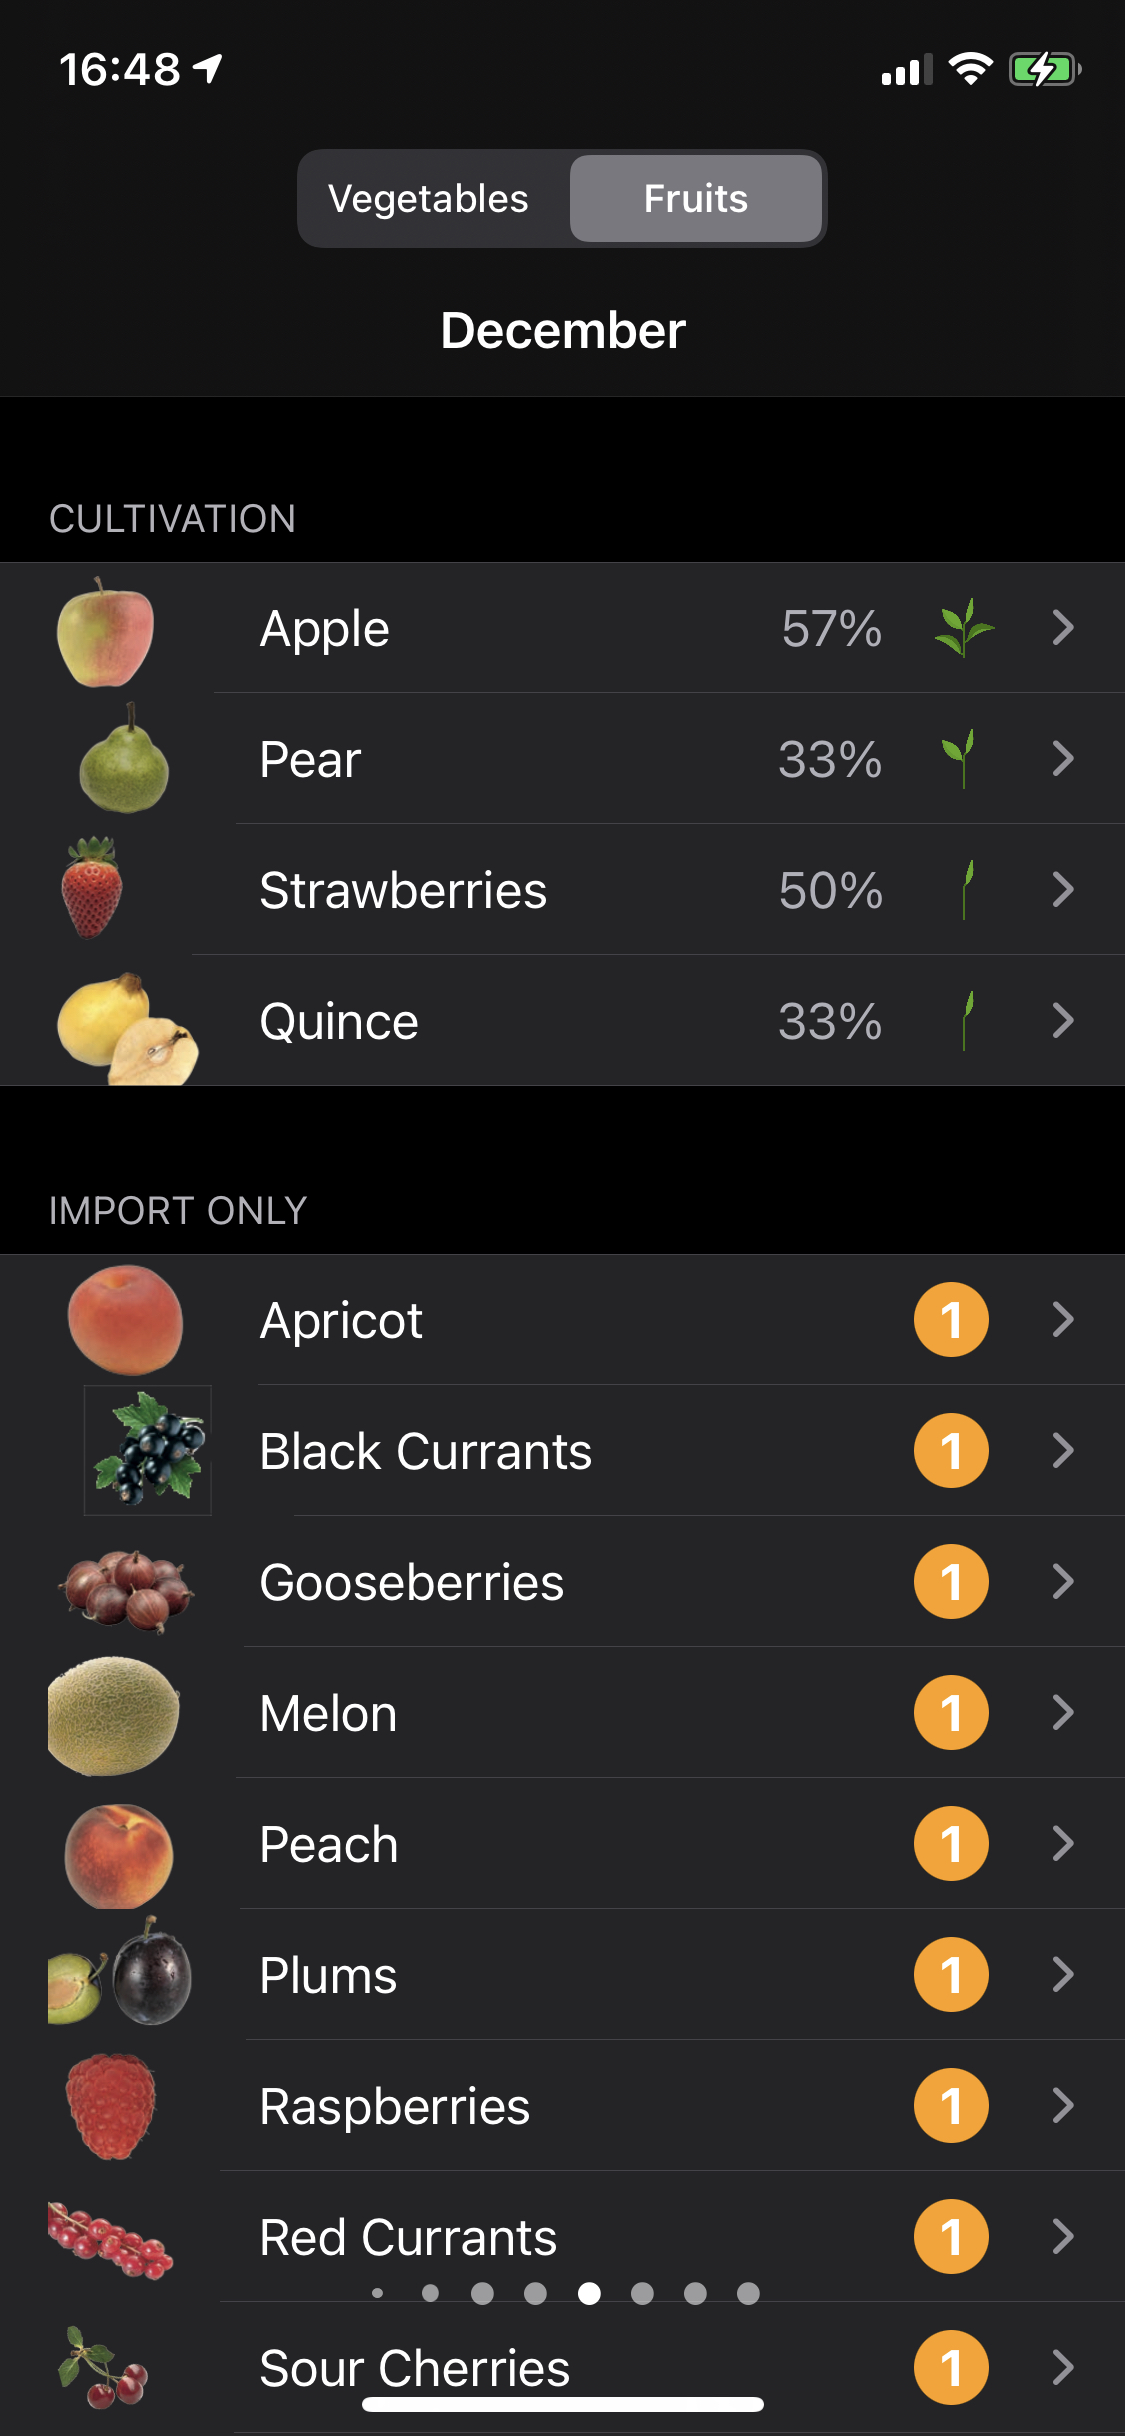 16:48
Vegetables Fruits
December
CULTIVATION
Apple 57%
Pear 33%
Strawberries 50%
Quince 33%
IMPORT ONLY
Apricot 1
Black Currants 1
Gooseberries 1
Melon 1
Peach 1
Plums 1
Raspberries 1
Red Currants 1
Sour Cherries 1